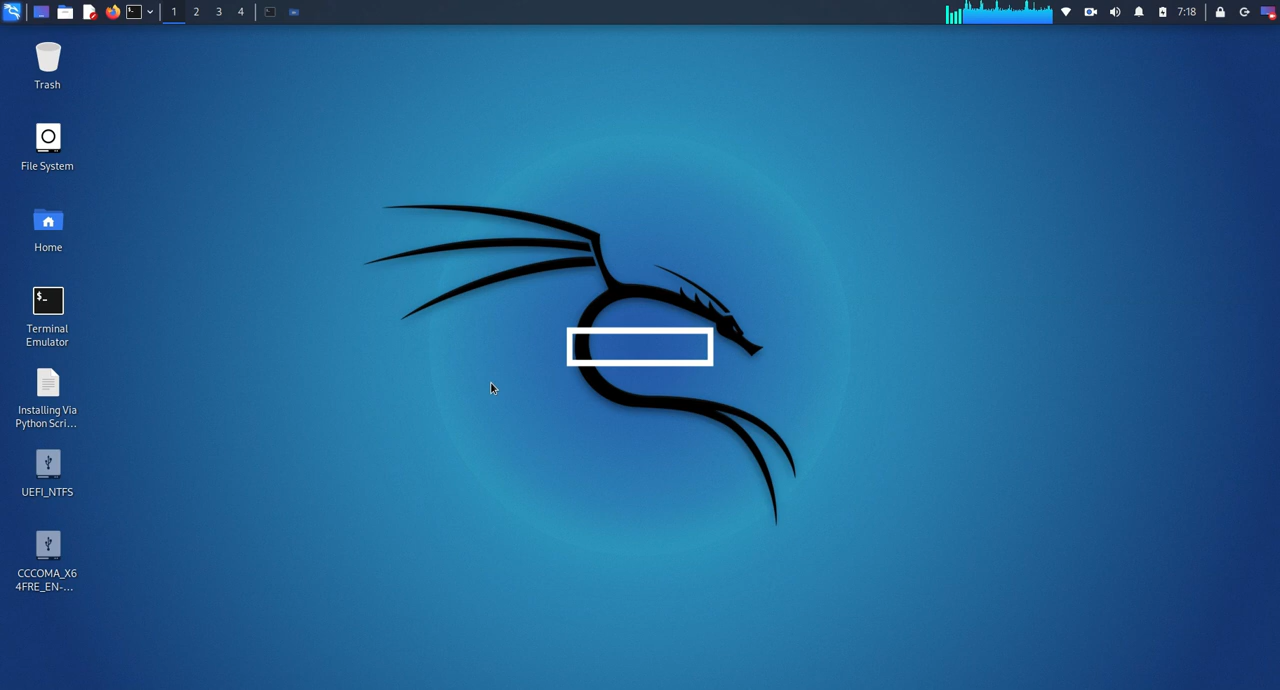 1 2 3 4
7:18
Trash
File System
Home
$_
Terminal
Emulator
Installing Via
Python Scri...
UEFI_NTFS
CCCOMA_X6
4FRE_EN-...